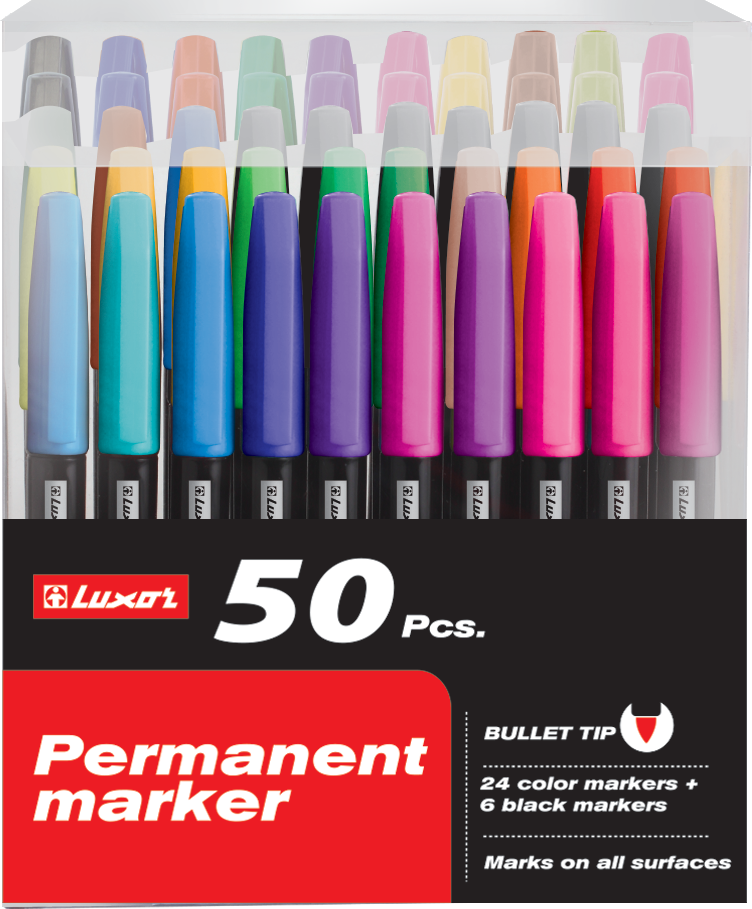 Luxor
50 Pcs.
Permanent
marker
BULLET TIP
24 color markers +
6 black markers
Marks on all surfaces